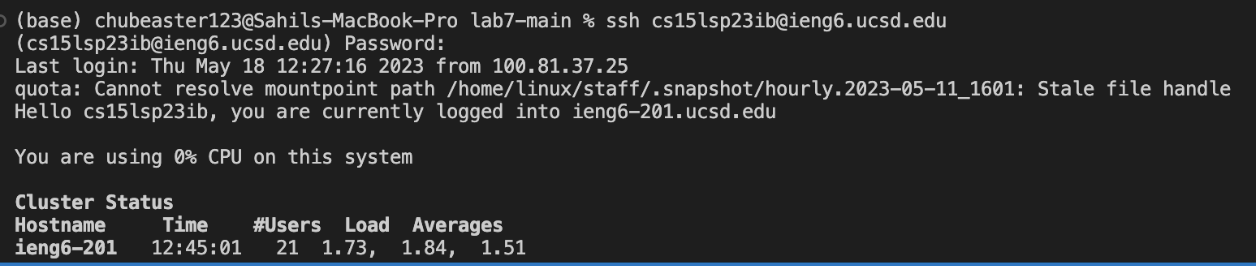 (base) chubeaster123@Sahils-MacBook-Pro lab7-main % ssh cs15lsp23ib@ieng6.ucsd.edu
(cs15lsp23ib@ieng6.ucsd.edu) Password:
Last login: Thu May 18 12:27:16 2023 from 100.81.37.25
quota: Cannot resolve mountpoint path /home/linux/staff/.snapshot/hourly.2023-05-11_1601: Stale file handle
Hello cs15lsp23ib, you are currently logged into ieng6-201.ucsd.edu
You are using 0% CPU on this system
Cluster Status
Hostname     Time    #Users  Load  Averages
ieng6-201   12:45:01   21  1.73,  1.84,  1.51